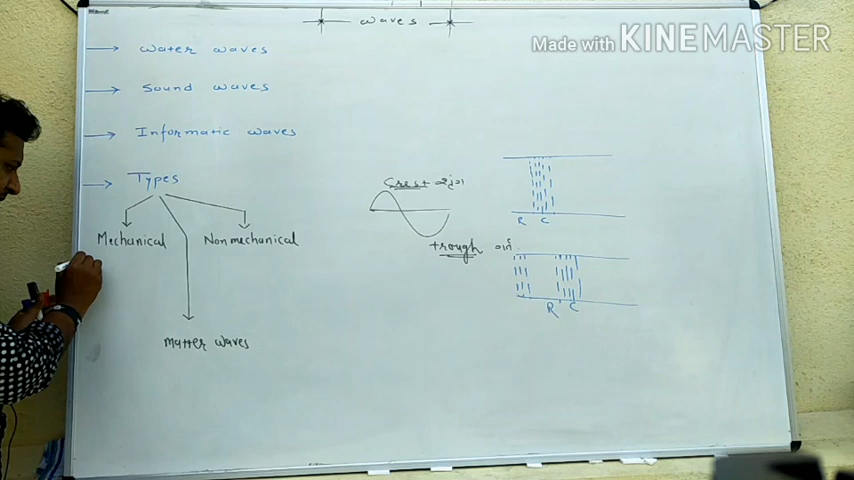 waves
Made with KINEMASTER
Water waves
Sound waves
Informatic waves
Types
Mechanical
Nonmechanical
Matter waves
Crest
trough
R C
R C